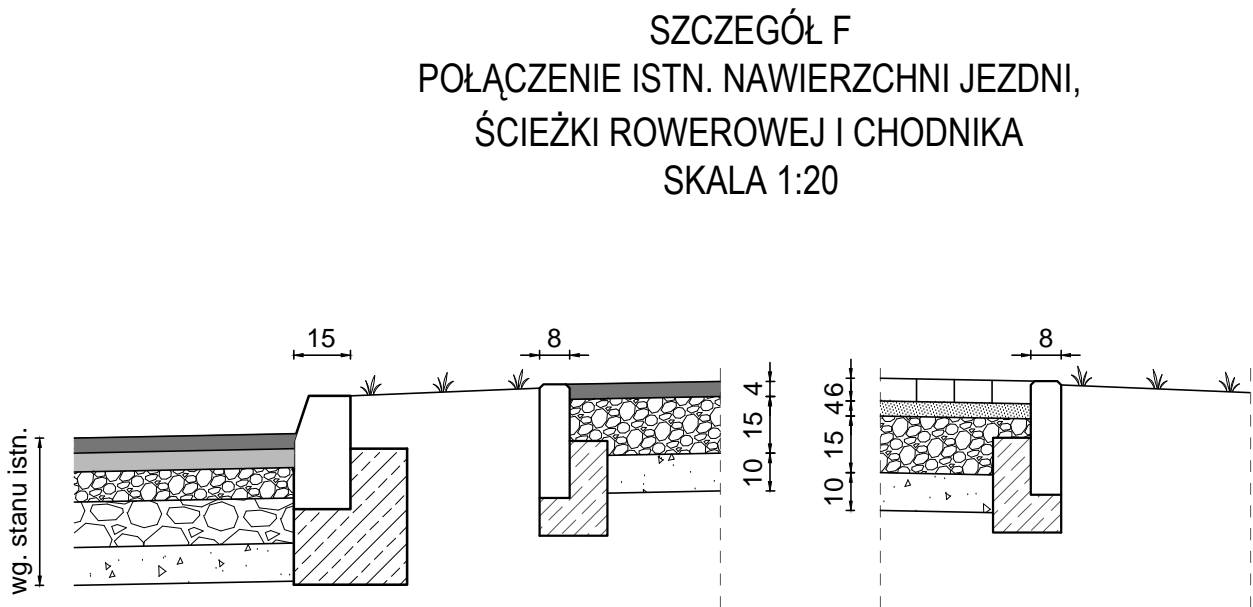 SZCZEGÓŁ F
POŁĄCZENIE ISTN. NAWIERZCHNI JEZDNI,
ŚCIEŻKI ROWEROWEJ I CHODNIKA
SKALA 1:20
15
8
8
wg. stanu istn.
4
15
10
6
4
15
10